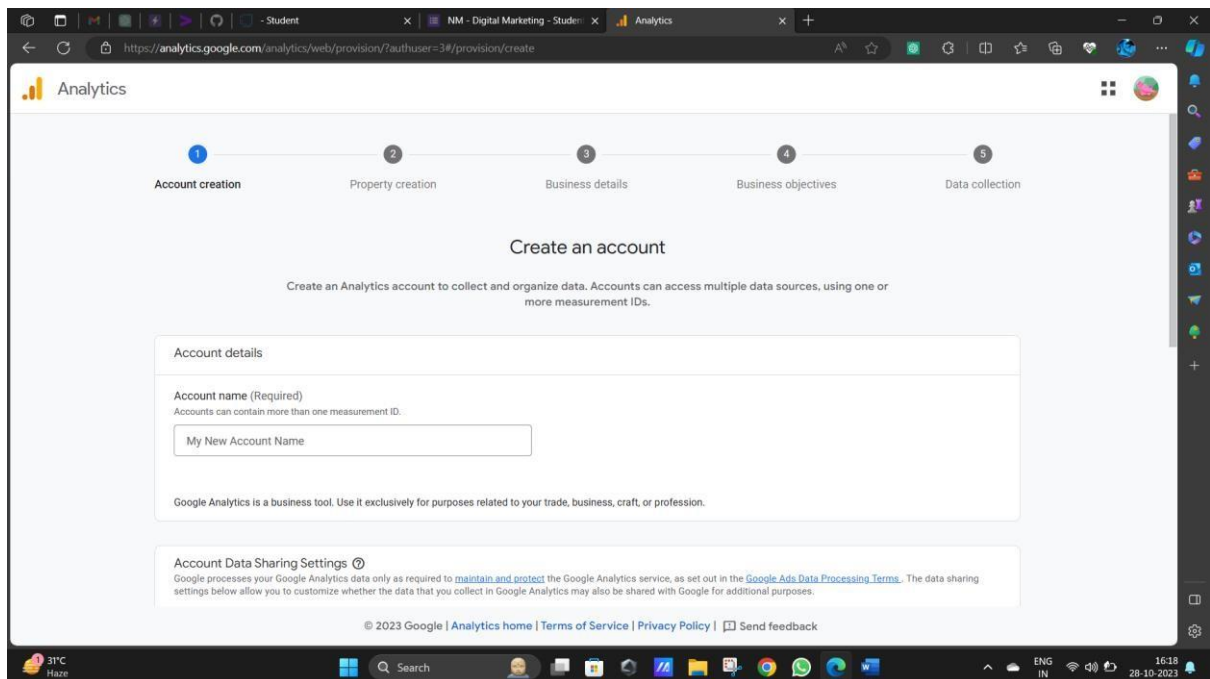 - Student
NM - Digital Marketing - Studen
Analytics
https://analytics.google.com/analytics/web/provision/?authuser=3#/provision/create
Analytics
1
2
3
4
5
Account creation
Property creation
Business details
Business objectives
Data collection
Create an account
Create an Analytics account to collect and organize data. Accounts can access multiple data sources, using one or
more measurement IDs.
Account details
Account name (Required)
Accounts can contain more than one measurement ID.
My New Account Name
Google Analytics is a business tool. Use it exclusively for purposes related to your trade, business, craft, or profession.
Account Data Sharing Settings
Google processes your Google Analytics data only as required to maintain and protect the Google Analytics service, as set out in the Google Ads Data Processing Terms . The data sharing
settings below allow you to customize whether the data that you collect in Google Analytics may also be shared with Google for additional purposes.
© 2023 Google | Analytics home | Terms of Service | Privacy Policy | Send feedback
1
31°C
Haze
Search
ENG
IN
16:18
28-10-2023